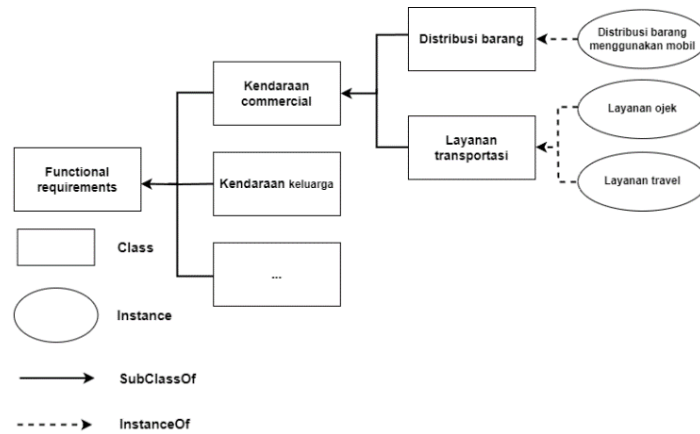 Distribusi barang
Distribusi barang
menggunakan mobil
Kendaraan
commercial
Layanan ojek
Layanan
transportasi
Functional
requirements
Kendaraan keluarga
Layanan travel
Class
...
Instance
SubClassOf
InstanceOf